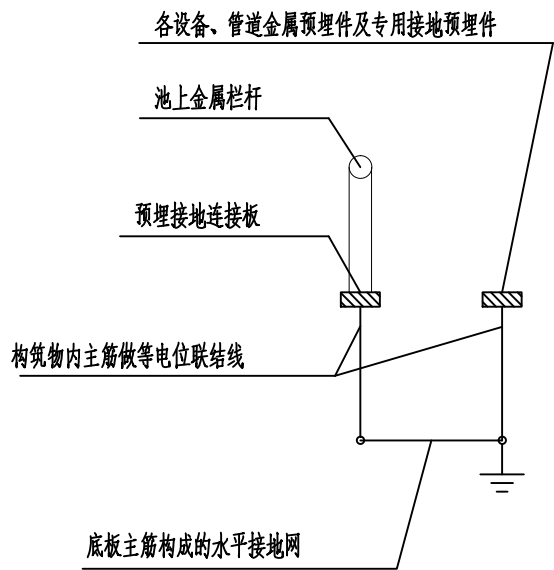 各设备、管道金属预埋件及专用接地预埋件
池上金属栏杆
预埋接地连接板
构筑物内主筋做等电位联结线
底板主筋构成的水平接地网